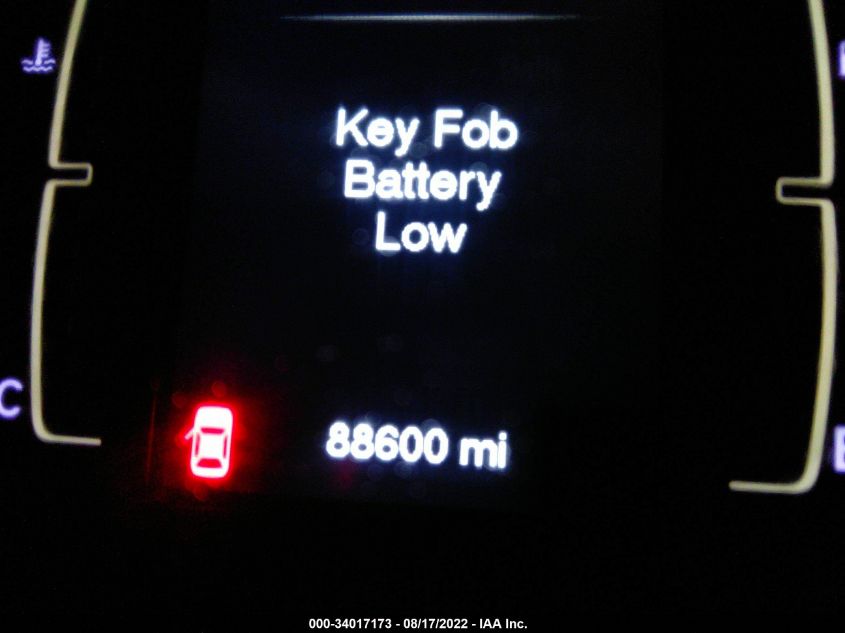 Key Fob
Battery
Low
C
88600 mi
000-34017173 - 08/17/2022 - IAA Inc.